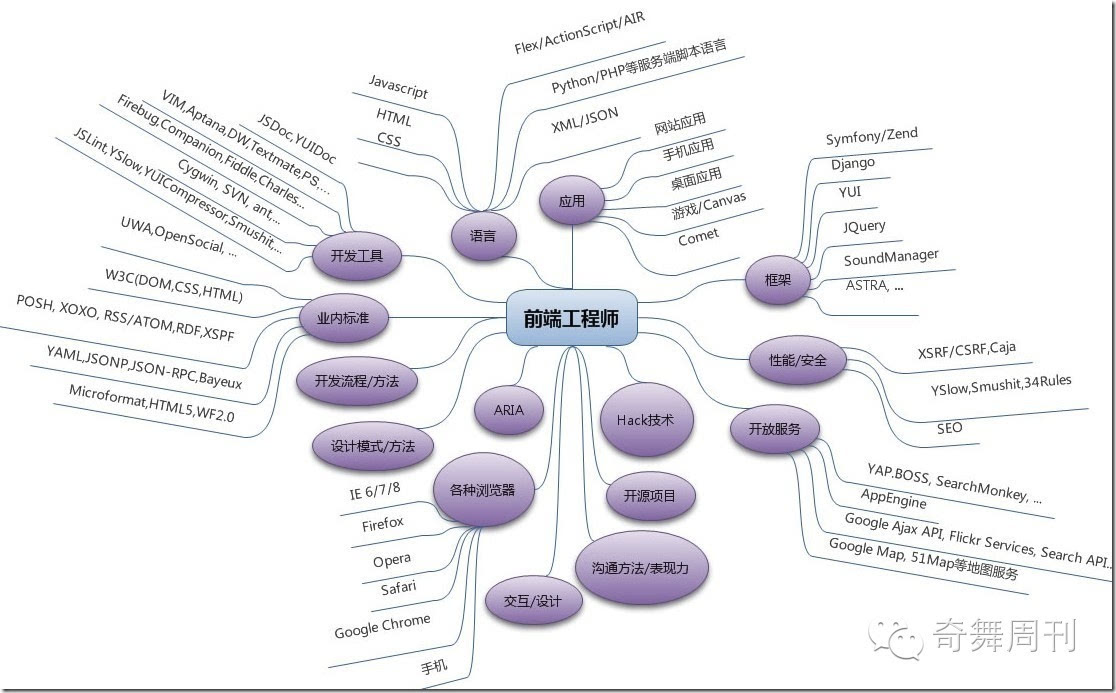 前端工程师
语言
Javascript
HTML
CSS
Flex/ActionScript/AIR
Python/PHP等服务端脚本语言
XML/JSON
应用
网站应用
手机应用
桌面应用
游戏/Canvas
Comet
框架
Symfony/Zend
Django
YUI
JQuery
SoundManager
ASTRA, ...
性能/安全
XSRF/CSRF,Caja
YSlow,Smushit,34Rules
SEO
开放服务
YAP.BOSS, SearchMonkey, ...
AppEngine
Google Ajax API, Flickr Services, Search API...
Google Map, 51Map等地图服务
Hack技术
开源项目
沟通方法/表现力
交互/设计
ARIA
各种浏览器
IE 6/7/8
Firefox
Opera
Safari
Google Chrome
手机
设计模式/方法
开发流程/方法
业内标准
UWA,OpenSocial, ...
W3C(DOM,CSS,HTML)
POSH, XOXO, RSS/ATOM,RDF,XSPF
YAML,JSONP,JSON-RPC,Bayeux
Microformat,HTML5,WF2.0
开发工具
JSDoc,YUIDoc
VIM,Aptana,DW,Textmate,PS,...
Firebug,Companion,Fiddle,Charles...
Cygwin, SVN, ant,...
JSLint,YSlow,YUICompressor,Smushit,...
奇舞周刊